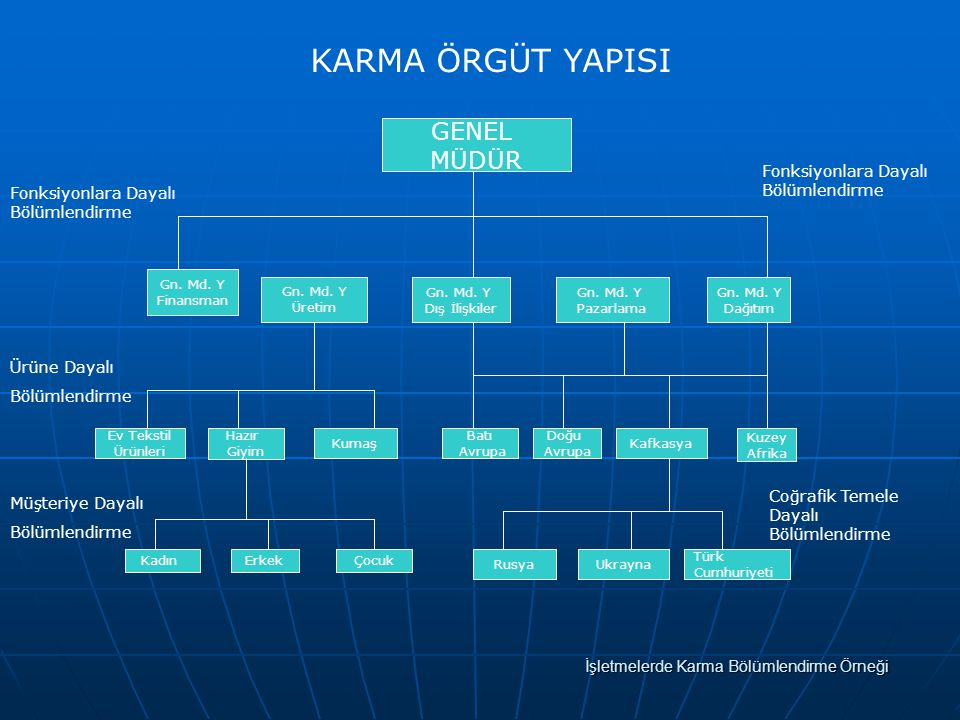 KARMA ÖRGÜT YAPISI
GENEL
MÜDÜR
Fonksiyonlara Dayalı
Bölümlendirme
Fonksiyonlara Dayalı
Bölümlendirme
Gn. Md. Y
Finansman
Gn. Md. Y
Üretim
Gn. Md. Y
Dış İlişkiler
Gn. Md. Y
Pazarlama
Gn. Md. Y
Dağıtım
Ürüne Dayalı
Bölümlendirme
Ev Tekstil
Ürünleri
Hazır
Giyim
Kumaş
Batı
Avrupa
Doğu
Avrupa
Kafkasya
Kuzey
Afrika
Müşteriye Dayalı
Bölümlendirme
Coğrafik Temele
Dayalı
Bölümlendirme
Kadın
Erkek
Çocuk
Rusya
Ukrayna
Türk
Cumhuriyeti
İşletmelerde Karma Bölümlendirme Örneği